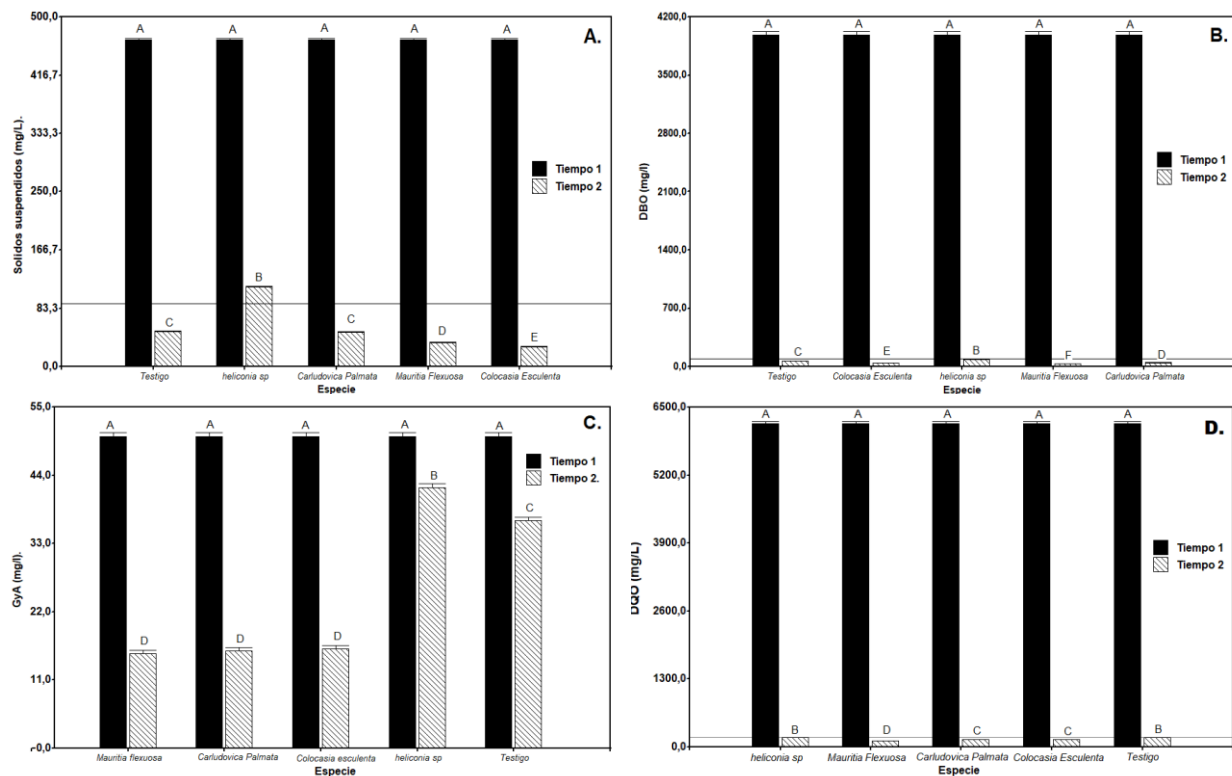 A.
Solidos suspendidos (mg/L).
500,0
416,7
333,3
250,0
166,7
83,3
0,0
A A A A A
C B C D E
Tiempo 1
Tiempo 2
Testigo heliconia sp Carludovica Palmata Mauritia Flexuosa Colocasia Esculenta
Especie
B.
DBO (mg/l)
4200,0
3500,0
2800,0
2100,0
1400,0
700,0
0,0
A A A A A
C E B F D
Tiempo 1
Tiempo 2
Testigo Colocasia Esculenta heliconia sp Mauritia Flexuosa Carludovica Palmata
Especie
C.
GyA (mg/l).
55,0
44,0
33,0
22,0
11,0
-0,0
A A A A A
D D D B C
Tiempo 1
Tiempo 2.
Mauritia flexuosa Carludovica Palmata Colocasia esculenta heliconia sp Testigo
Especie
D.
DQO (mg/L)
6500,0
5200,0
3900,0
2600,0
1300,0
0,0
A A A A A
B D C C B
Tiempo 1
Tiempo 2
heliconia sp Mauritia Flexuosa Carludovica Palmata Colocasia Esculenta Testigo
Especie